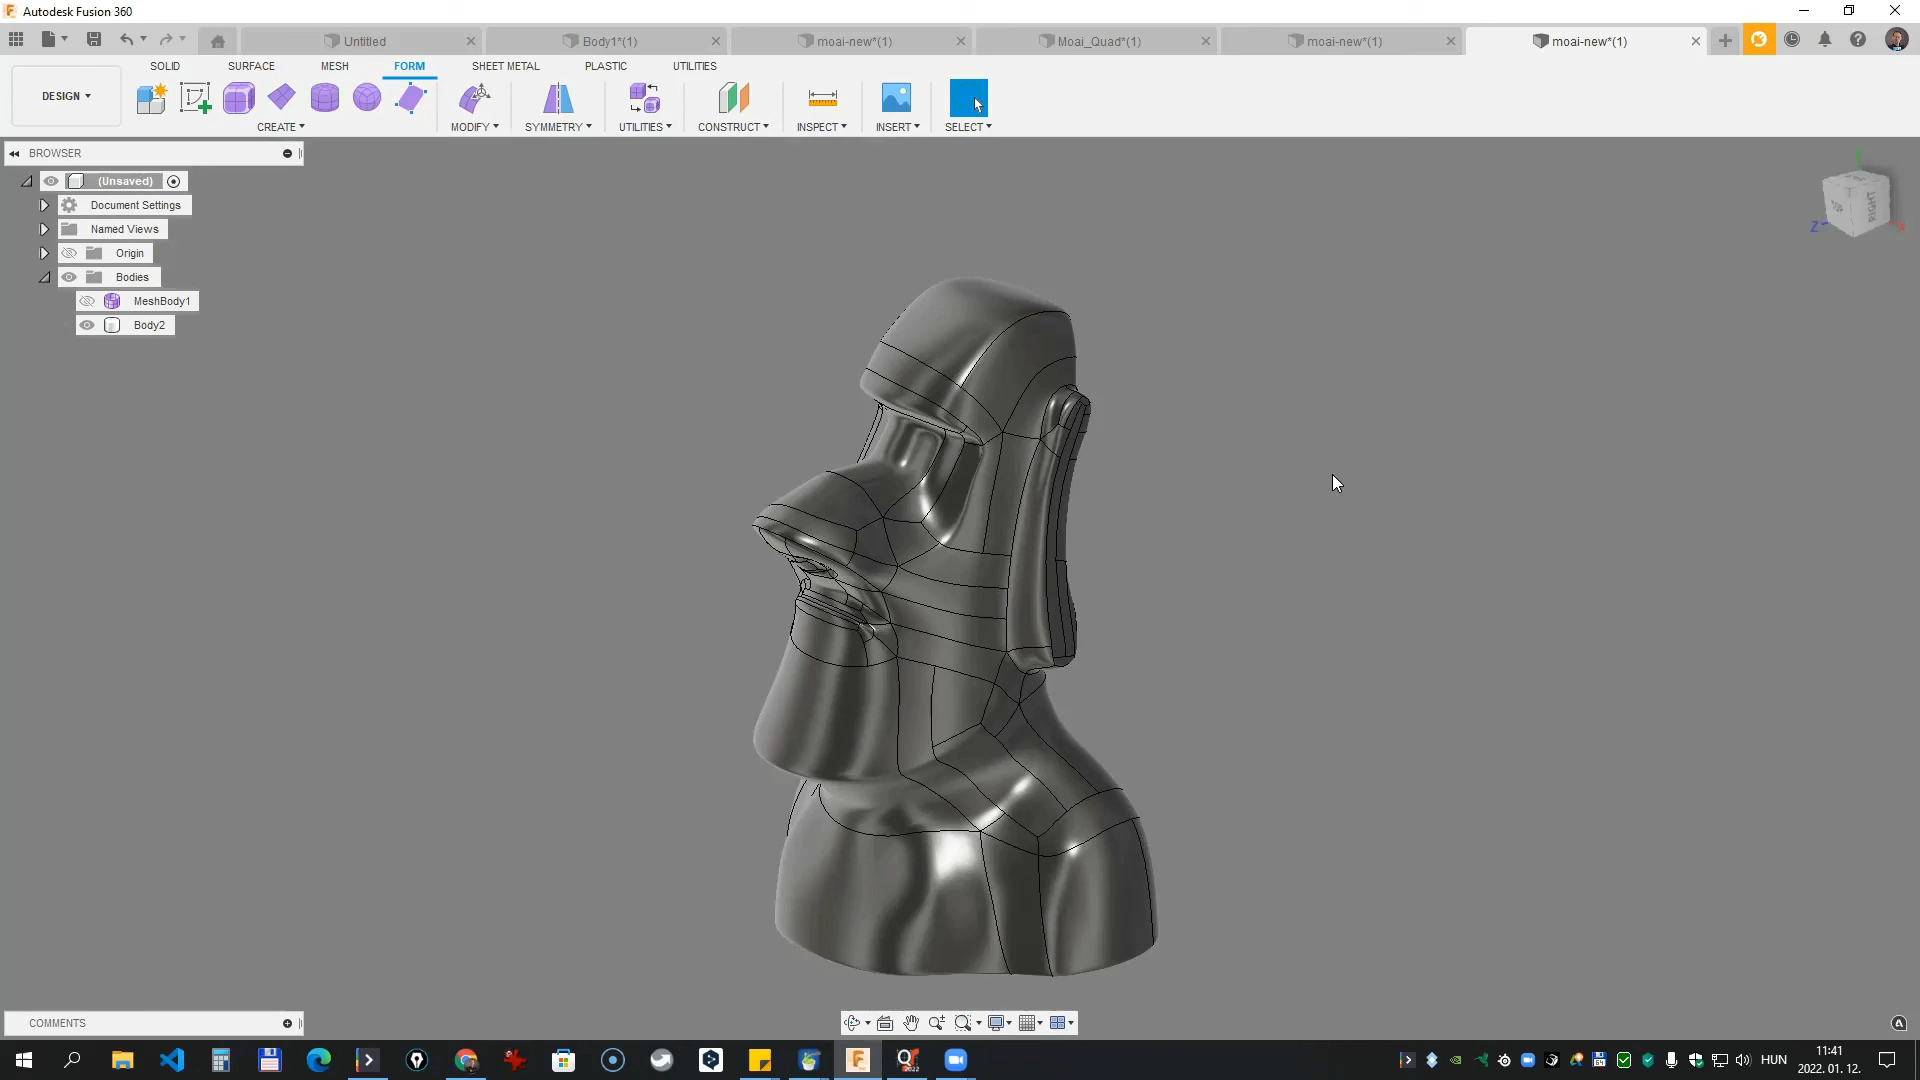 Autodesk Fusion 360
Untitled
Body1*(1)
moai-new*(1)
Moai_Quad*(1)
moai-new*(1)
moai-new*(1)
SOLID SURFACE MESH FORM SHEET METAL PLASTIC UTILITIES
DESIGN
CREATE MODIFY SYMMETRY UTILITIES CONSTRUCT INSPECT INSERT SELECT
BROWSER
(Unsaved)
Document Settings
Named Views
Origin
Bodies
MeshBody1
Body2
TOP
RIGHT
Z
X
COMMENTS
HUN
11:41
2022. 01. 12.